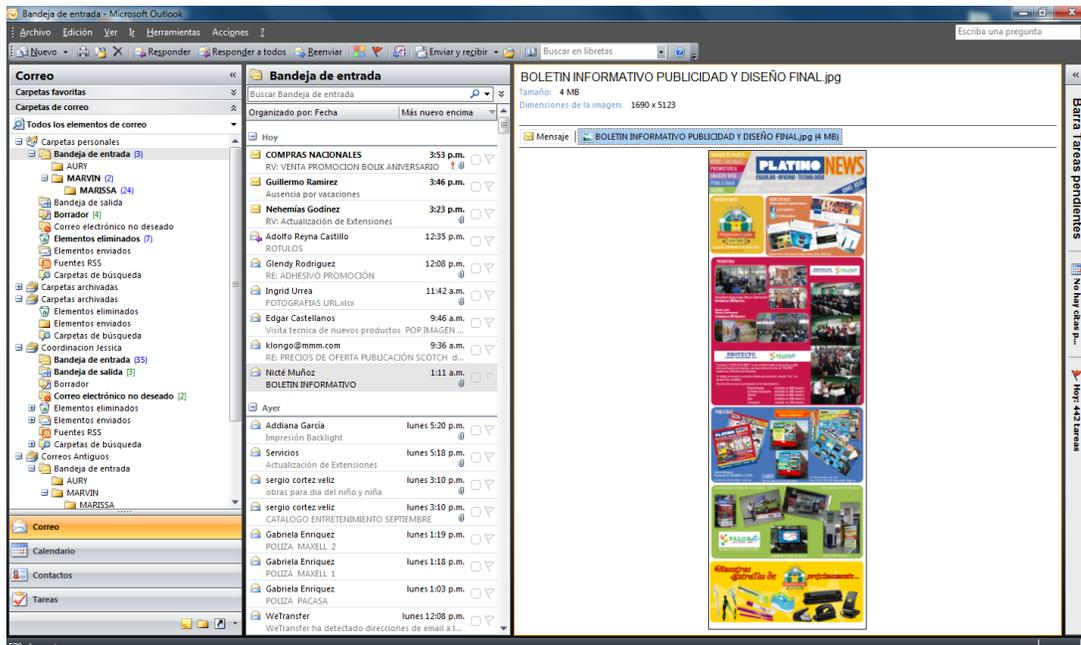 Bandeja de entrada - Microsoft Outlook
Archivo Edición Ver Ir Herramientas Acciones ?
Escriba una pregunta
Nuevo Responder Responder a todos Reenviar Enviar y recibir Buscar en libretas
Correo
Carpetas favoritas
Carpetas de correo
Todos los elementos de correo
Carpetas personales
Bandeja de entrada (3)
AURY
MARVIN (2)
MARISSA (24)
Bandeja de salida
Borrador [4]
Correo electrónico no deseado
Elementos eliminados (7)
Elementos enviados
Fuentes RSS
Carpetas de búsqueda
Carpetas archivadas
Carpetas archivadas
Elementos eliminados
Elementos enviados
Carpetas de búsqueda
Coordinacion Jessica
Bandeja de entrada (35)
Bandeja de salida [3]
Borrador
Correo electrónico no deseado [2]
Elementos eliminados
Elementos enviados
Fuentes RSS
Carpetas de búsqueda
Correos Antiguos
Bandeja de entrada
AURY
MARVIN
MARISSA
Correo
Calendario
Contactos
Tareas
Bandeja de entrada
Buscar Bandeja de entrada
Organizado por: Fecha Más nuevo encima
Hoy
COMPRAS NACIONALES 3:53 p.m.
RV: VENTA PROMOCION BOLIK ANIVERSARIO
Guillermo Ramirez 3:46 p.m.
Ausencia por vacaciones
Nehemías Godínez 3:23 p.m.
RV: Actualización de Extensiones
Adolfo Reyna Castillo 12:35 p.m.
ROTULOS
Glendy Rodriguez 12:08 p.m.
RE: ADHESIVO PROMOCIÓN
Ingrid Urrea 11:42 a.m.
FOTOGRAFIAS URL.xlsx
Edgar Castellanos 9:46 a.m.
Visita tecnica de nuevos productos POP IMAGEN ...
klongo@mmm.com 9:36 a.m.
RE: PRECIOS DE OFERTA PUBLICACIÓN SCOTCH d...
Nicté Muñoz 1:11 a.m.
BOLETIN INFORMATIVO
Ayer
Addiana García lunes 5:20 p.m.
Impresión Backlight
Servicios lunes 5:18 p.m.
Actualización de Extensiones
sergio cortez veliz lunes 3:10 p.m.
obras para dia del niño y niña
sergio cortez veliz lunes 3:10 p.m.
CATALOGO ENTRETENIMIENTO SEPTIEMBRE
Gabriela Enriquez lunes 1:19 p.m.
POLIZA MAXELL 2
Gabriela Enriquez lunes 1:18 p.m.
POLIZA MAXELL 1
Gabriela Enriquez lunes 1:03 p.m.
POLIZA PACASA
WeTransfer lunes 12:08 p.m.
WeTransfer ha detectado direcciones de email a l...
BOLETIN INFORMATIVO PUBLICIDAD Y DISEÑO FINAL.jpg
Tamaño: 4 MB
Dimensiones de la imagen: 1690 x 5123
Mensaje BOLETIN INFORMATIVO PUBLICIDAD Y DISEÑO FINAL.jpg (4 MB)
PLATINO NEWS
ESCOLAR · OFICINA · TECNOLOGÍA
PROYECTO
PLATINO
Nuestras estrellas de próximamente...
Barra Tareas pendientes
No hay citas p...
Hoy: 442 tareas